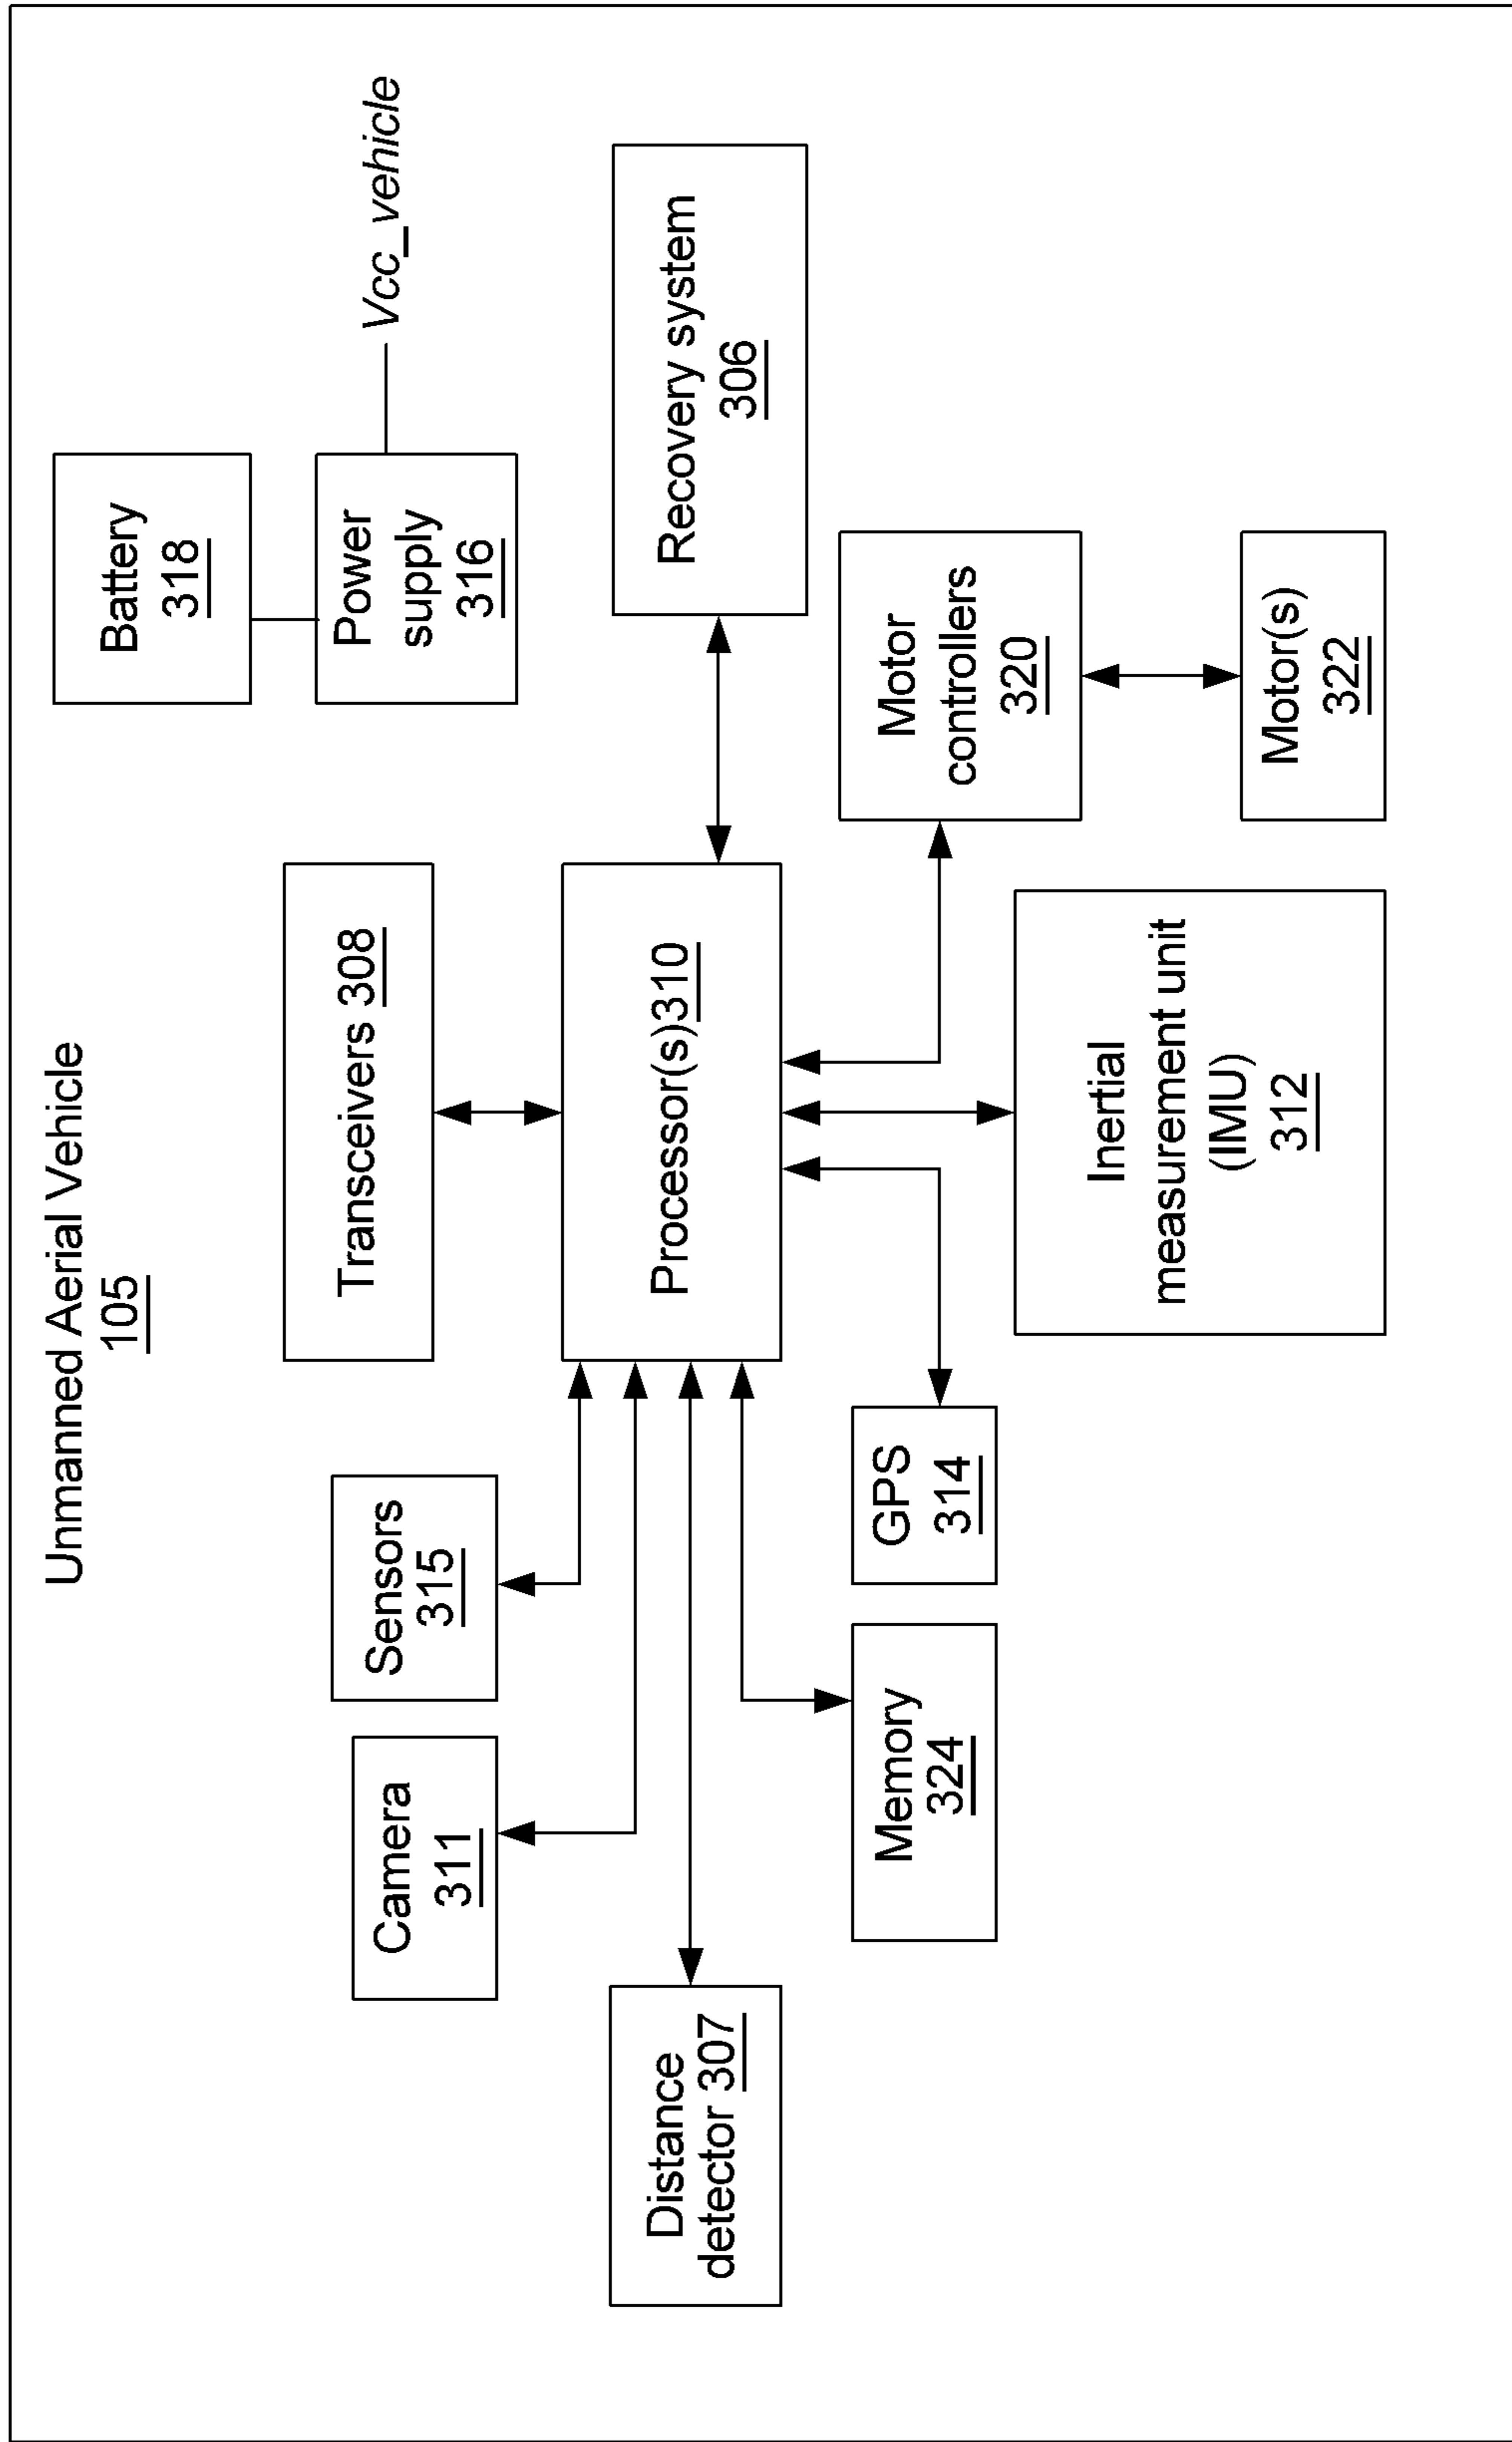 Unmanned Aerial Vehicle
105
Battery
318
Power
supply
316
Vcc_vehicle
Transceivers 308
Sensors
315
Camera
311
Distance
detector 307
Processor(s)310
Recovery system
306
Memory
324
GPS
314
Inertial
measurement unit
(IMU)
312
Motor
controllers
320
Motor(s)
322